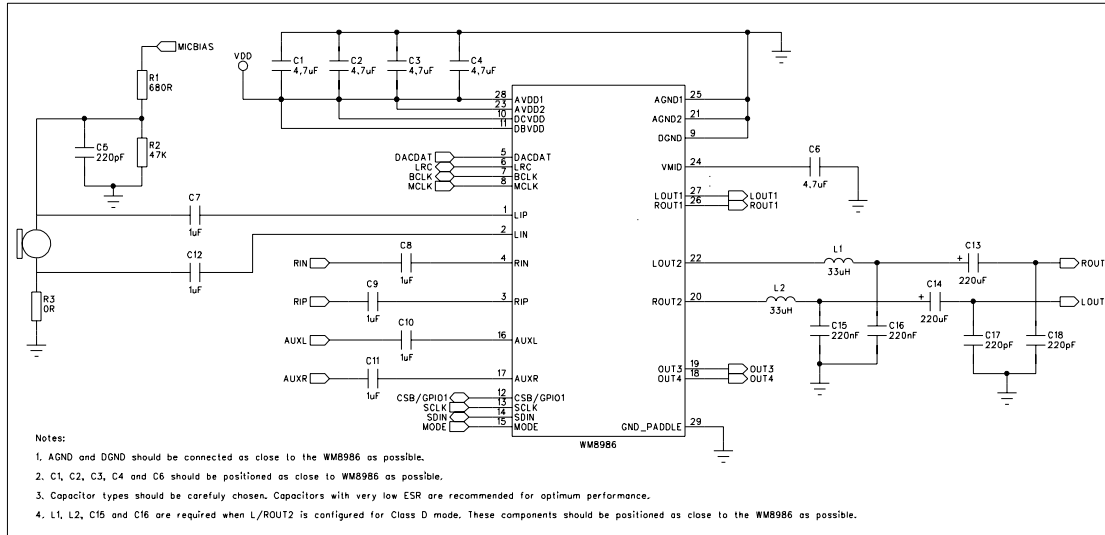 MICBIAS
R1
680R
VDD
C1
4,7uF
C2
4,7uF
C3
4,7uF
C4
4,7uF
C5
220pF
R2
47K
28 AVDD1
23 AVDD2
10 DCVDD
11 DBVDD
AGND1 25
AGND2 21
DGND 9
DACDAT 5 DACDAT
LRC 6 LRC
BCLK 7 BCLK
MCLK 8 MCLK
VMID 24
C6
4,7uF
LOUT1 27 LOUT1
ROUT1 26 ROUT1
C7
1uF
1 LIP
C12
1uF
2 LIN
R3
0R
RIN
C8
1uF
4 RIN
RIP
C9
1uF
3 RIP
AUXL
C10
1uF
16 AUXL
AUXR
C11
1uF
17 AUXR
LOUT2 22
L1
33uH
+ C13
220uF
ROUT
ROUT2 20
L2
33uH
+ C14
220uF
LOUT
C15
220nF
C16
220nF
C17
220pF
C18
220pF
OUT3 19 OUT3
OUT4 18 OUT4
CSB/GPIO1 12 CSB/GPIO1
SCLK 13 SCLK
SDIN 14 SDIN
MODE 15 MODE
GND_PADDLE 29
WM8986
Notes:
1. AGND and DGND should be connected as close to the WM8986 as possible.
2. C1, C2, C3, C4 and C6 should be positioned as close to WM8986 as possible.
3. Capacitor types should be carefuly chosen. Capacitors with very low ESR are recommended for optimum performance.
4. L1, L2, C15 and C16 are required when L/ROUT2 is configured for Class D mode. These components should be positioned as close to the WM8986 as possible.